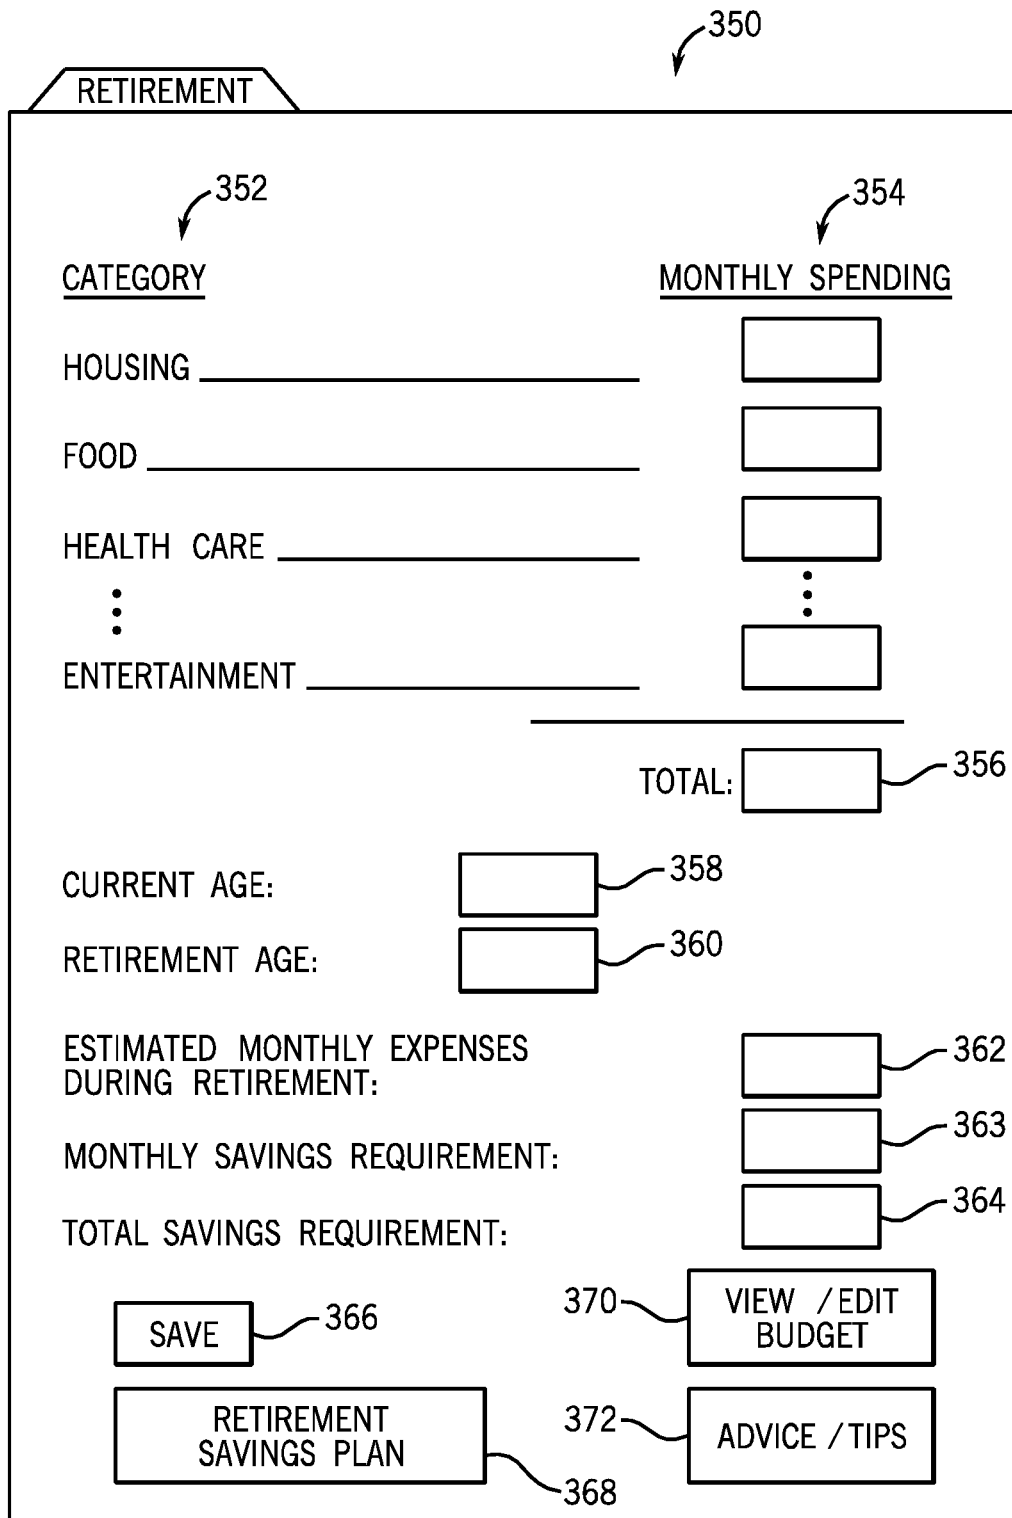 350
RETIREMENT
352
354
CATEGORY
MONTHLY SPENDING
HOUSING
FOOD
HEALTH CARE
ENTERTAINMENT
TOTAL:
356
CURRENT AGE:
358
RETIREMENT AGE:
360
ESTIMATED MONTHLY EXPENSES
DURING RETIREMENT:
362
MONTHLY SAVINGS REQUIREMENT:
363
TOTAL SAVINGS REQUIREMENT:
364
SAVE
366
370
VIEW / EDIT
BUDGET
RETIREMENT
SAVINGS PLAN
368
372
ADVICE / TIPS